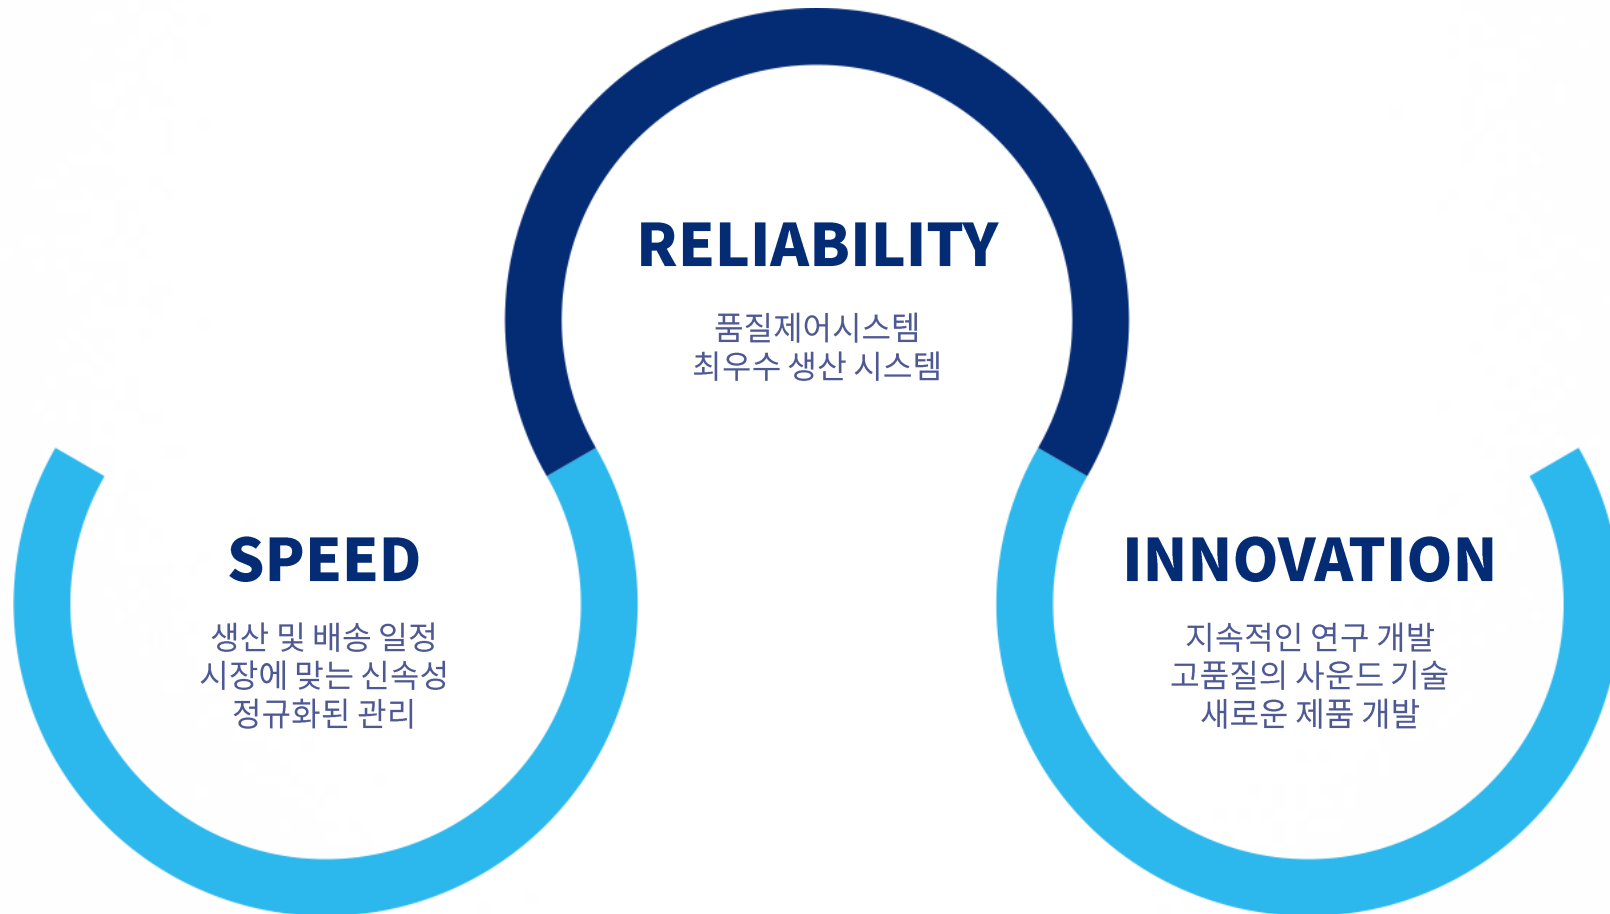 RELIABILITY
품질제어시스템
최우수 생산 시스템
SPEED
생산 및 배송 일정
시장에 맞는 신속성
정규화된 관리
INNOVATION
지속적인 연구 개발
고품질의 사운드 기술
새로운 제품 개발